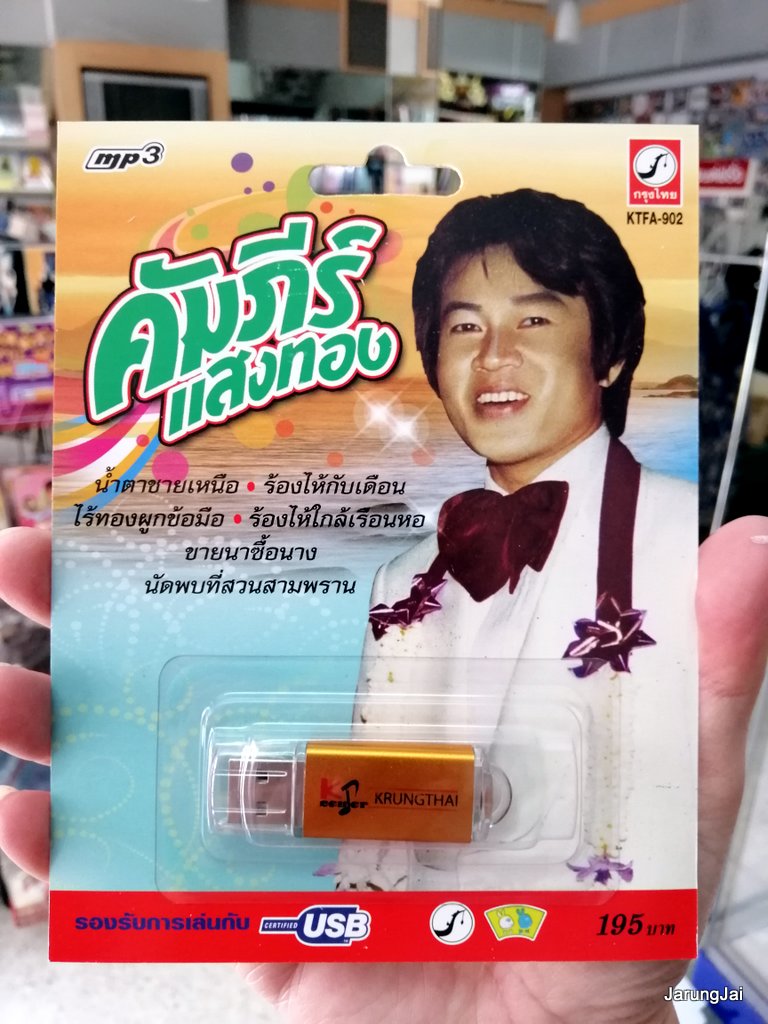 mp3
กรุงไทย
KTFA-902
คัมภีร์
แสงทอง
น้ำตาชายเหนือ • ร้องไห้กับเดือน
ไร้ทองผูกข้อมือ • ร้องไห้ใกล้เรือนหอ
ขายนาซื้อนาง
นัดพบที่สวนสามพราน
KRUNGTHAI
รองรับการเล่นกับ CERTIFIED USB
195 บาท
JarungJai